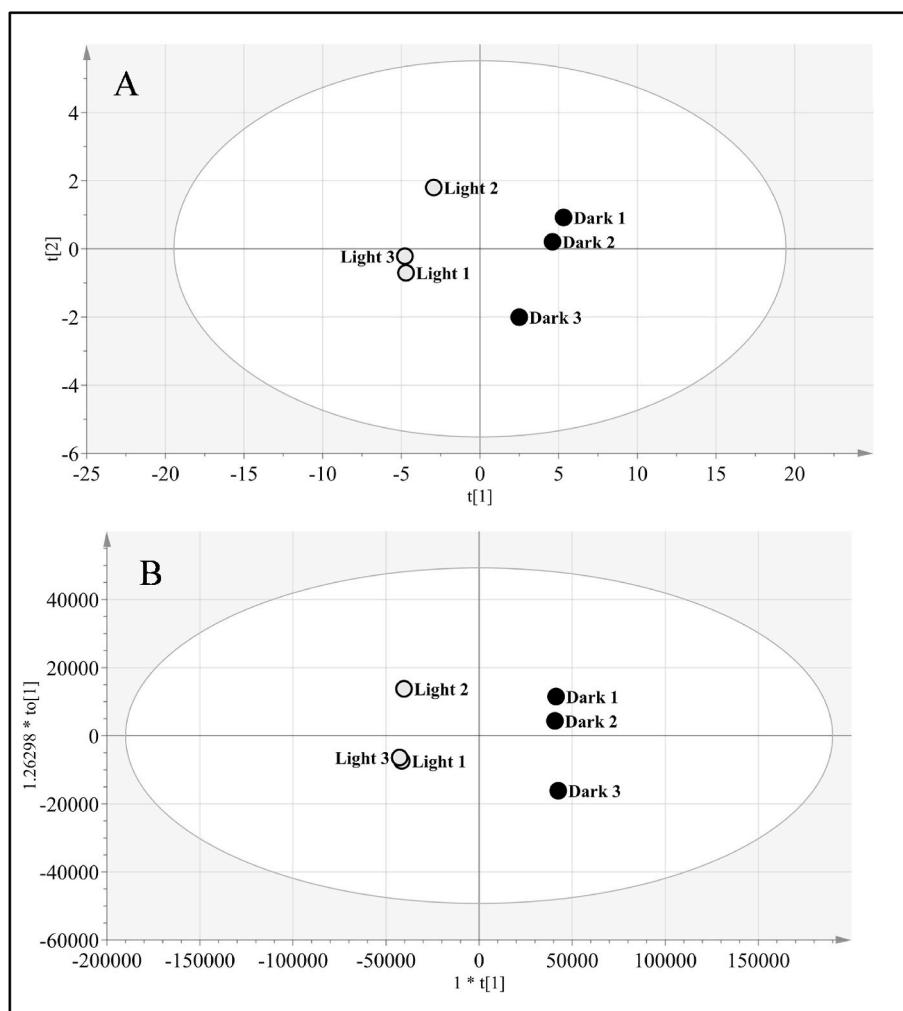 A
4
2
0
-2
-4
-6
t[2]
Light 2
Dark 1
Dark 2
Light 3
Light 1
Dark 3
-25 -20 -15 -10 -5 0 5 10 15 20
t[1]
B
40000
20000
0
-20000
-40000
-60000
1.26298 * to[1]
Light 2
Dark 1
Dark 2
Light 3
Light 1
Dark 3
-200000 -150000 -100000 -50000 0 50000 100000 150000
1 * t[1]